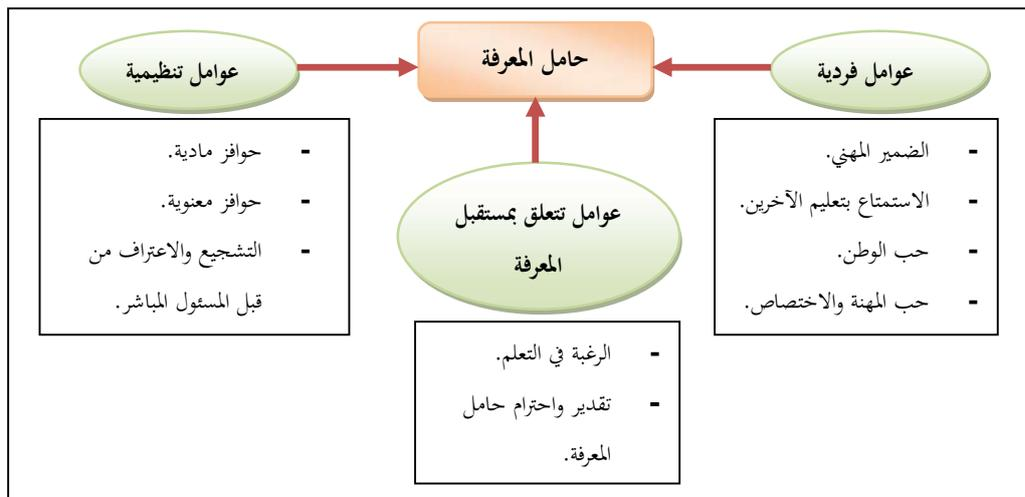 حامل المعرفة
عوامل فردية
- الضمير المهني.
- الاستمتاع بتعليم الآخرين.
- حب الوطن.
- حب المهنة والاختصاص.
عوامل تتعلق بمستقبل
المعرفة
- الرغبة في التعلم.
- تقدير واحترام حامل
المعرفة.
عوامل تنظيمية
- حوافز مادية.
- حوافز معنوية.
- التشجيع والاعتراف من
قبل المسئول المباشر.